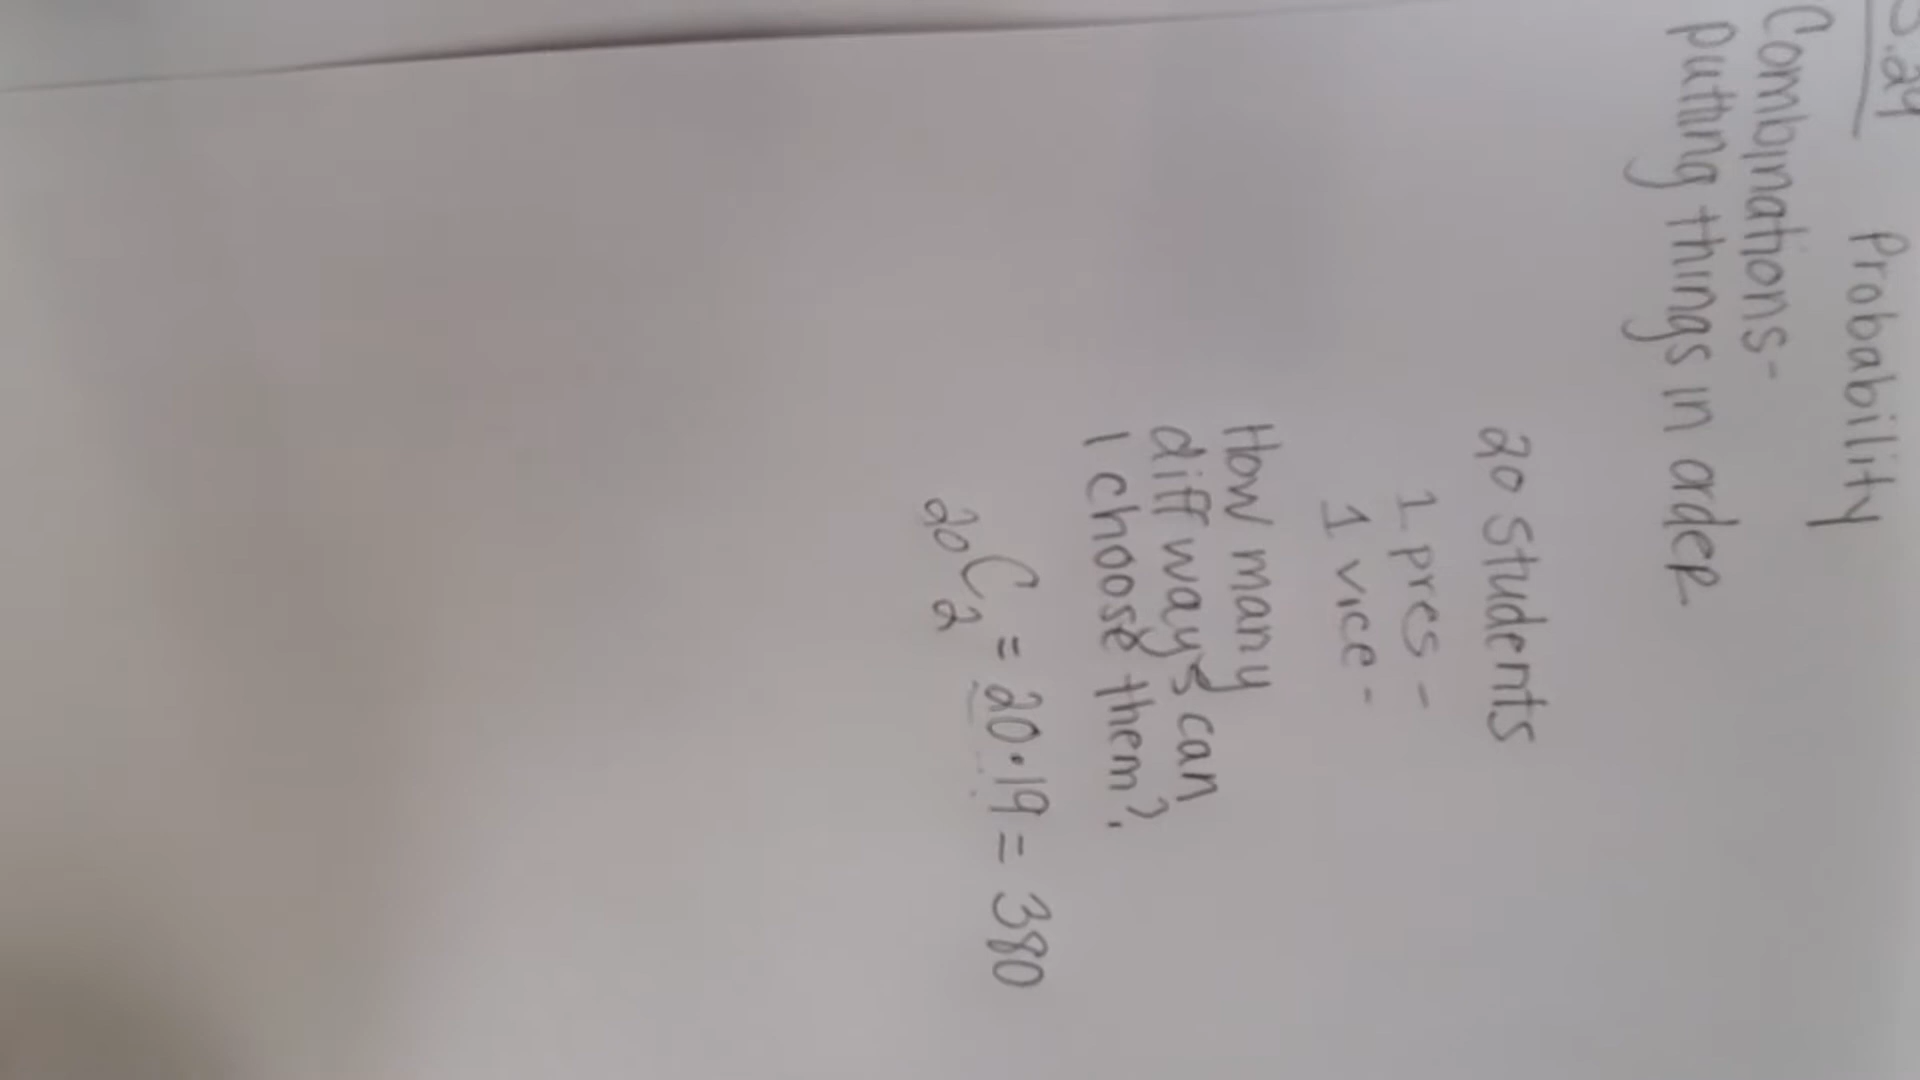 Probability
Combinations-
putting things in order
20 students
1 pres -
1 vice -
How many
diff ways can
I choose them?
20C2 = 20·19 = 380